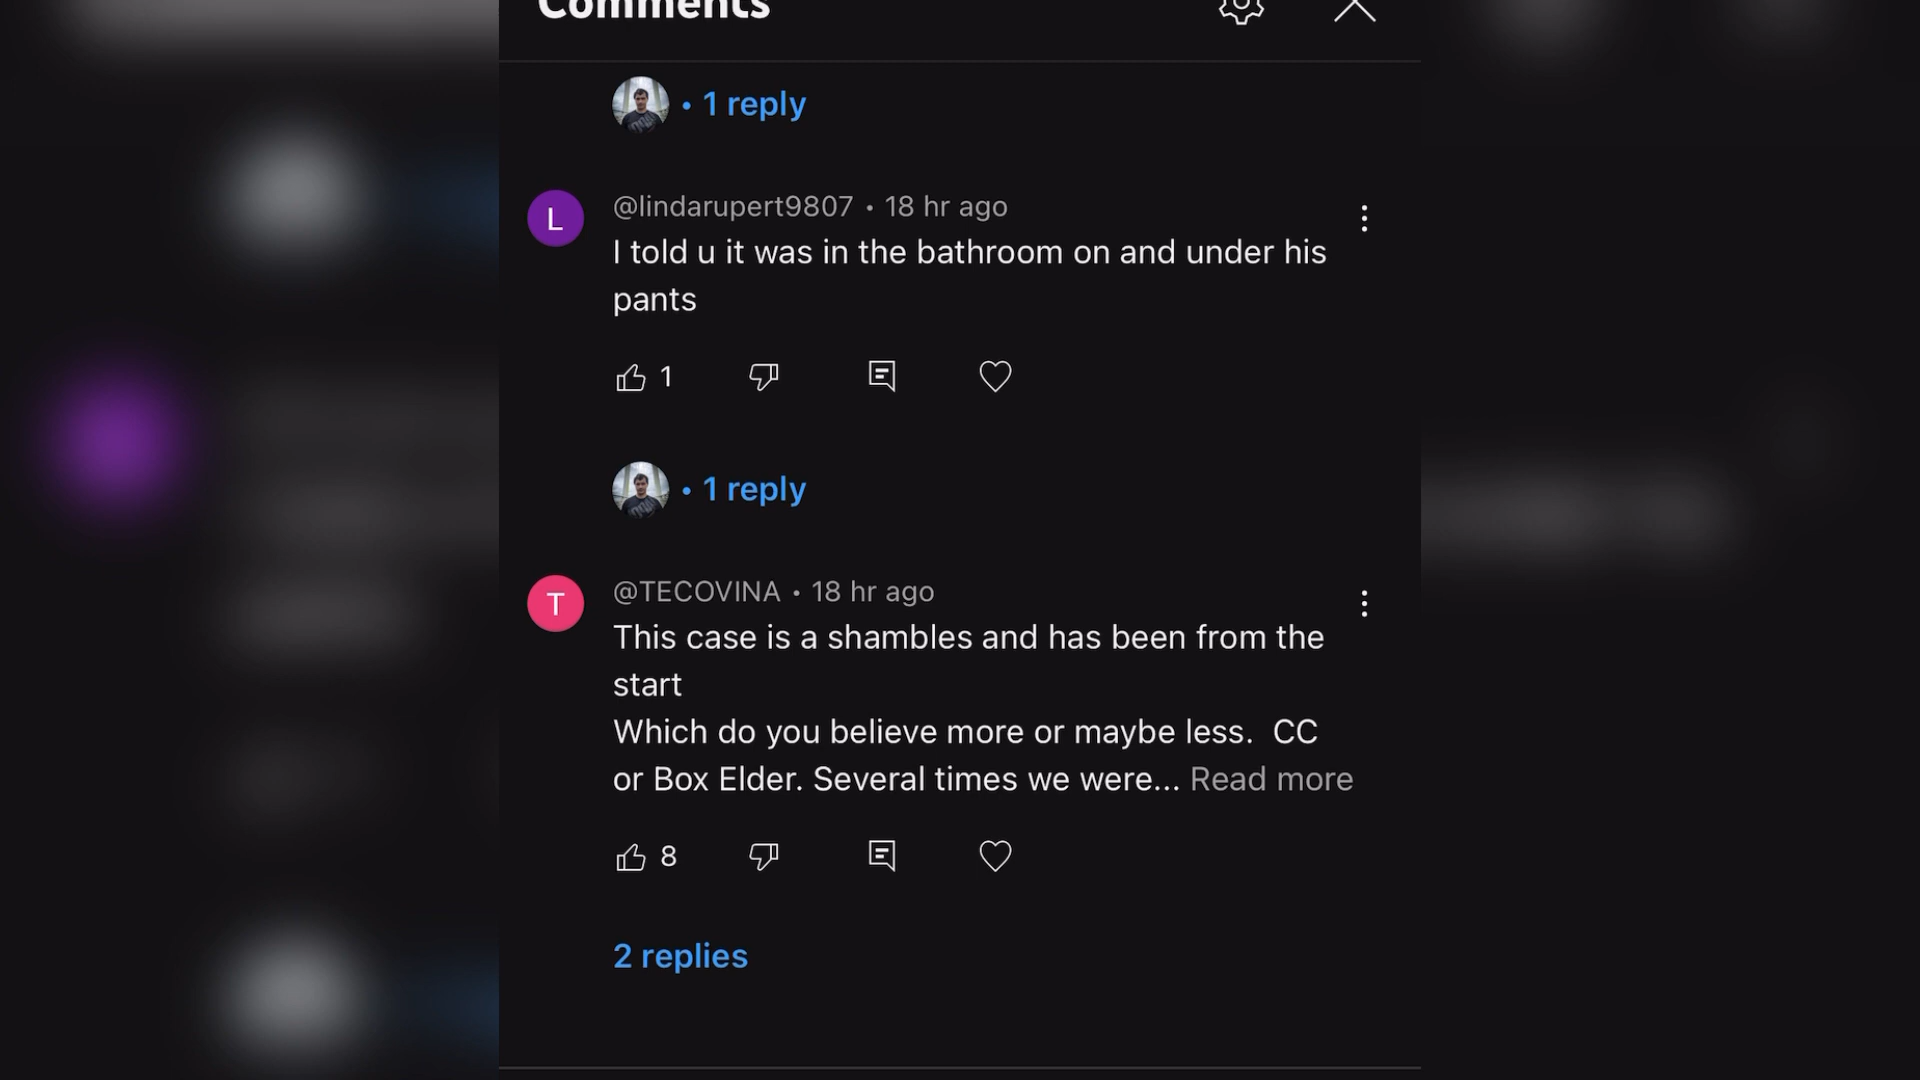 Comments
• 1 reply
L
@lindarupert9807 • 18 hr ago
I told u it was in the bathroom on and under his
pants
1
• 1 reply
T
@TECOVINA • 18 hr ago
This case is a shambles and has been from the
start
Which do you believe more or maybe less.  CC
or Box Elder. Several times we were... Read more
8
2 replies